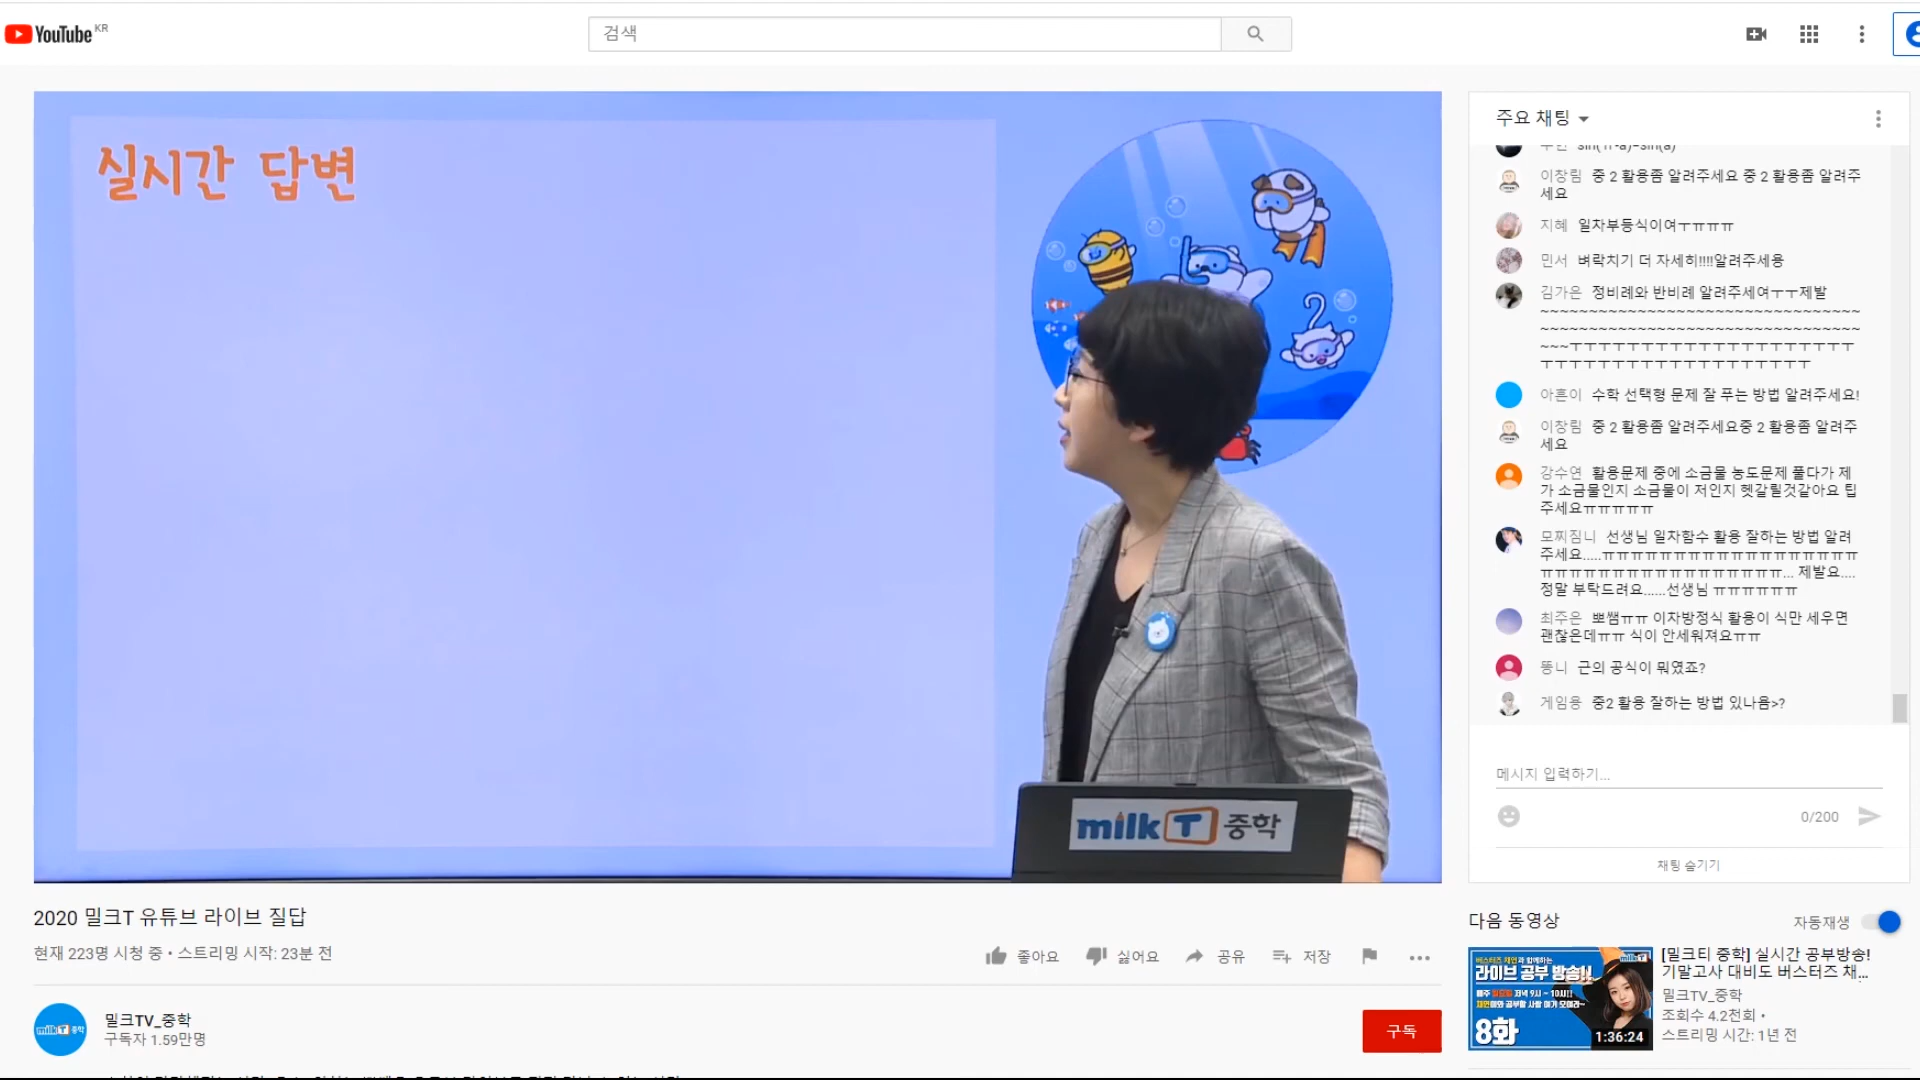 YouTube KR
검색
실시간 답변
milk T 중학
주요 채팅
sin(π-a)=sin(a)
이창림 중 2 활용좀 알려주세요 중 2 활용좀 알려주
세요
지혜 일차부등식이여ㅜㅠㅠㅠ
민서 벼락치기 더 자세히!!!!알려주세용
김가은 정비례와 반비례 알려주세여ㅜㅜ제발
~~~~~~~~~~~~~~~~~~~~~~~~~~~~~~~~~
~~~~~~~~~~~~~~~~~~~~~~~~~~~~~~~~~
~~~ㅜㅜㅜㅜㅜㅜㅜㅜㅜㅜㅜㅜㅜㅜㅜㅜㅜㅜㅜㅜ
ㅜㅜㅜㅜㅜㅜㅜㅜㅜㅜㅜㅜㅜㅜㅜㅜㅜㅜㅜ
아흔이 수학 선택형 문제 잘 푸는 방법 알려주세요!
이창림 중 2 활용좀 알려주세요중 2 활용좀 알려주
세요
강수연 활용문제 중에 소금물 농도문제 풀다가 제
가 소금물인지 소금물이 저인지 헷갈릴것같아요 팁
주세요ㅠㅠㅠㅠㅠ
모찌짐니 선생님 일차함수 활용 잘하는 방법 알려
주세요.....ㅠㅠㅠㅠㅠㅠㅠㅠㅠㅠㅠㅠㅠㅠㅠㅠㅠㅠ
ㅠㅠㅠㅠㅠㅠㅠㅠㅠㅠㅠㅠㅠㅠㅠㅠㅠ... 제발요....
정말 부탁드려요......선생님 ㅠㅠㅠㅠㅠㅠ
최주은 뽀쌤ㅠㅠ 이차방정식 활용이 식만 세우면
괜찮은데ㅠㅠ 식이 안세워져요ㅠㅠ
뚱니 근의 공식이 뭐였죠?
게임용 중2 활용 잘하는 방법 있나욤>?
메시지 입력하기...
0/200
채팅 숨기기
2020 밀크T 유튜브 라이브 질답
현재 223명 시청 중 • 스트리밍 시작: 23분 전
좋아요 싫어요 공유 저장
milk T 중학
밀크TV_중학
구독자 1.59만명
구독
다음 동영상
자동재생
버스터즈 채연과 함께하는
라이브 공부 방송!!
8화
1:36:24
[밀크티 중학] 실시간 공부방송!
기말고사 대비도 버스터즈 채...
밀크TV_중학
조회수 4.2천회 •
스트리밍 시간: 1년 전